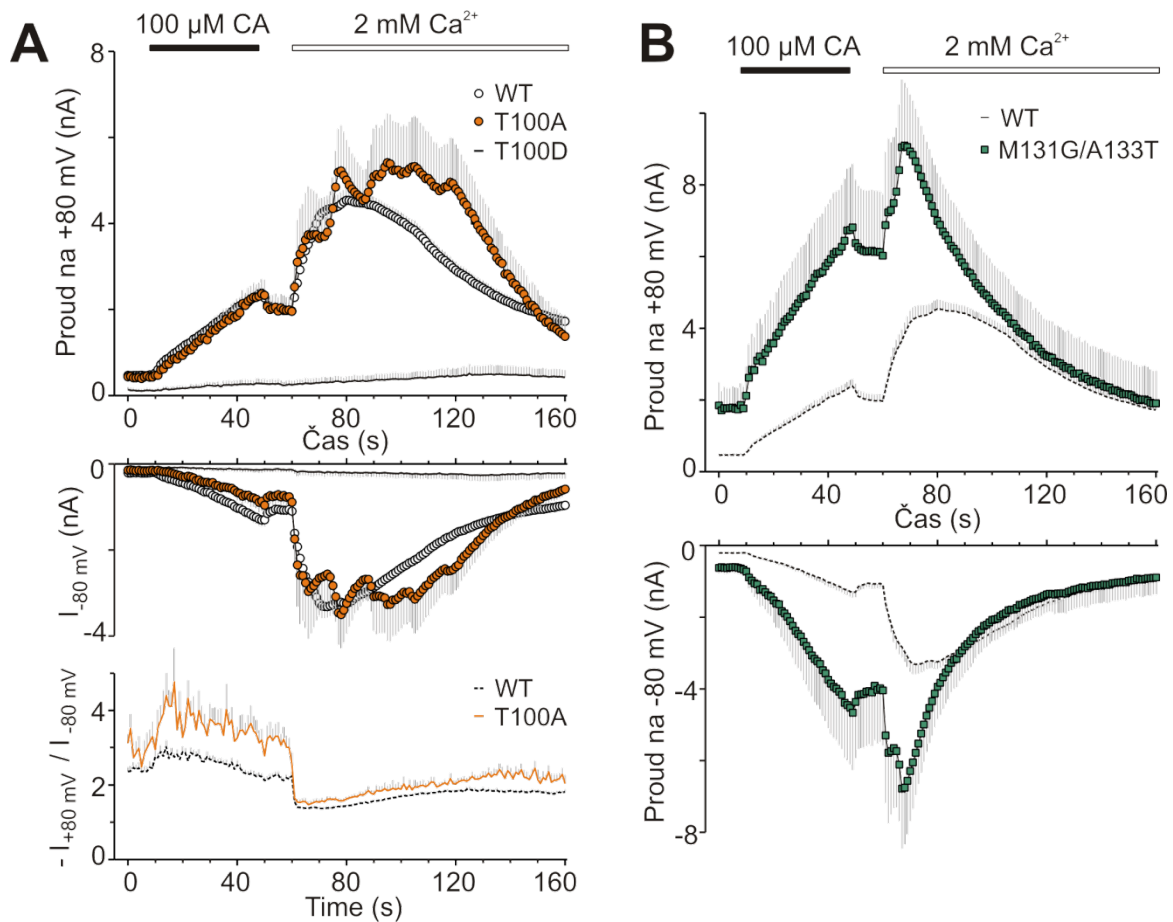 A
100 µM CA
2 mM Ca²⁺
8
4
2
0
Proud na +80 mV (nA)
WT
T100A
T100D
0 40 80 120 160
Čas (s)
0
-4
I-80 mV
(nA)
4
2
0
- I+80 mV / I-80 mV
WT
T100A
0 40 80 120 160
Time (s)
B
100 µM CA
2 mM Ca²⁺
8
4
2
0
Proud na +80 mV (nA)
WT
M131G/A133T
0 40 80 120 160
Čas (s)
0
-4
-8
Proud na -80 mV (nA)